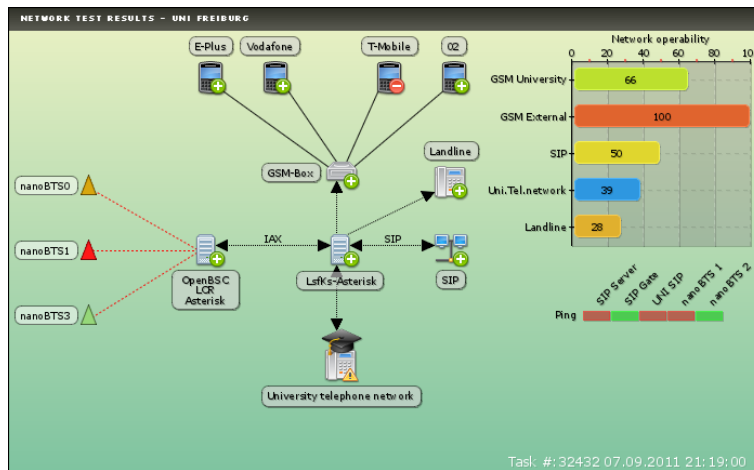 NETWORK TEST RESULTS - UNI FREIBURG
E-Plus
Vodafone
T-Mobile
O2
GSM-Box
Landline
nanoBTS0
nanoBTS1
nanoBTS3
IAX
SIP
OpenBSC
LCR
Asterisk
LsfKs-Asterisk
SIP
University telephone network
Network operability
0 20 40 60 80 100
GSM University 66
GSM External 100
SIP 50
Uni.Tel.network 39
Landline 28
SIP Server
SIP Gate
UNI SIP
nanoBTS 1
nanoBTS 2
Ping
Task #:32432 07.09.2011 21:19:00